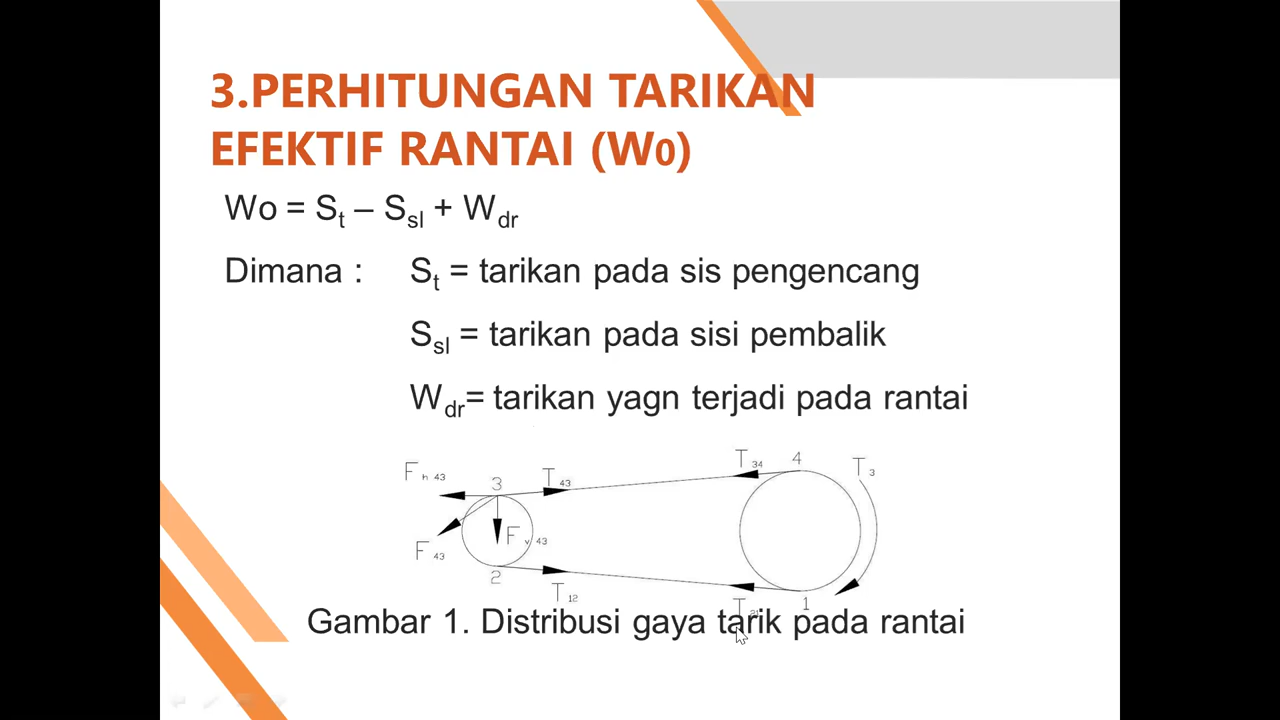 3.PERHITUNGAN TARIKAN
EFEKTIF RANTAI (W0)
Wo = St – Ssl + Wdr
Dimana : St = tarikan pada sis pengencang
Ssl = tarikan pada sisi pembalik
Wdr= tarikan yagn terjadi pada rantai
Fh 43
3
T43
T34
4
T3
F43
Fv 43
2
T12
1
T21
Gambar 1. Distribusi gaya tarik pada rantai